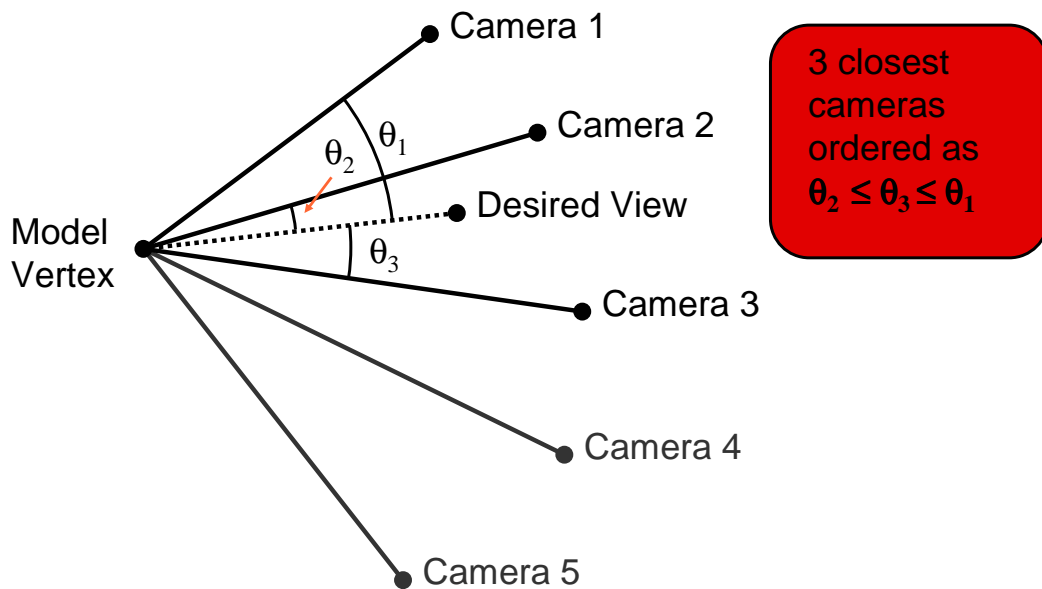 Camera 1
Camera 2
θ₁
θ₂
Desired View
Model
Vertex
θ₃
Camera 3
Camera 4
Camera 5
3 closest
cameras
ordered as
θ₂ ≤ θ₃ ≤ θ₁